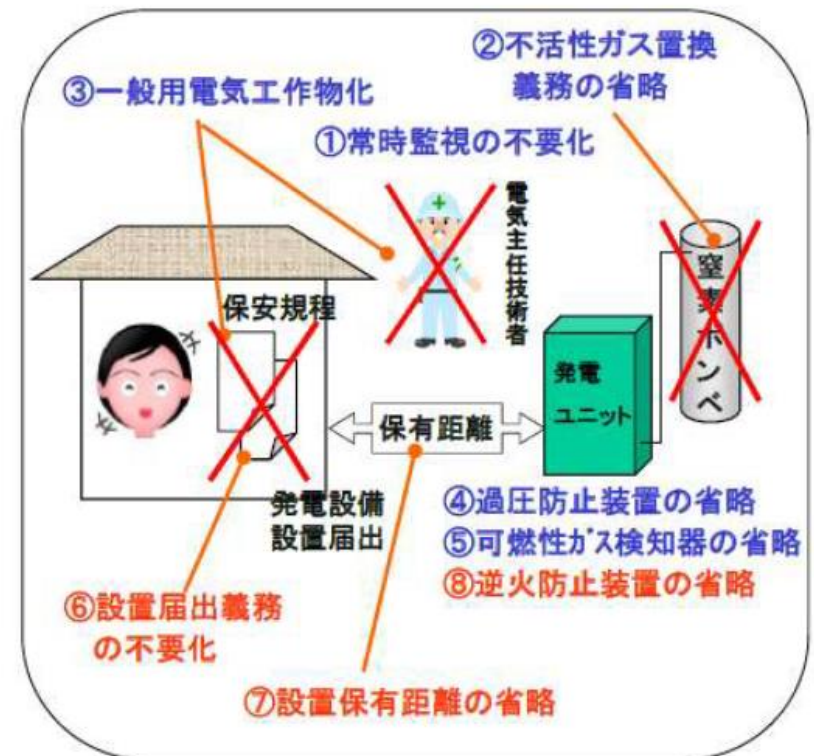 ②不活性ガス置換
義務の省略
③一般用電気工作物化
①常時監視の不要化
電気主任技術者
保安規程
窒素ボンベ
発電
ユニット
保有距離
発電設備
設置届出
④過圧防止装置の省略
⑤可燃性ｶﾞｽ検知器の省略
⑧逆火防止装置の省略
⑥設置届出義務
の不要化
⑦設置保有距離の省略